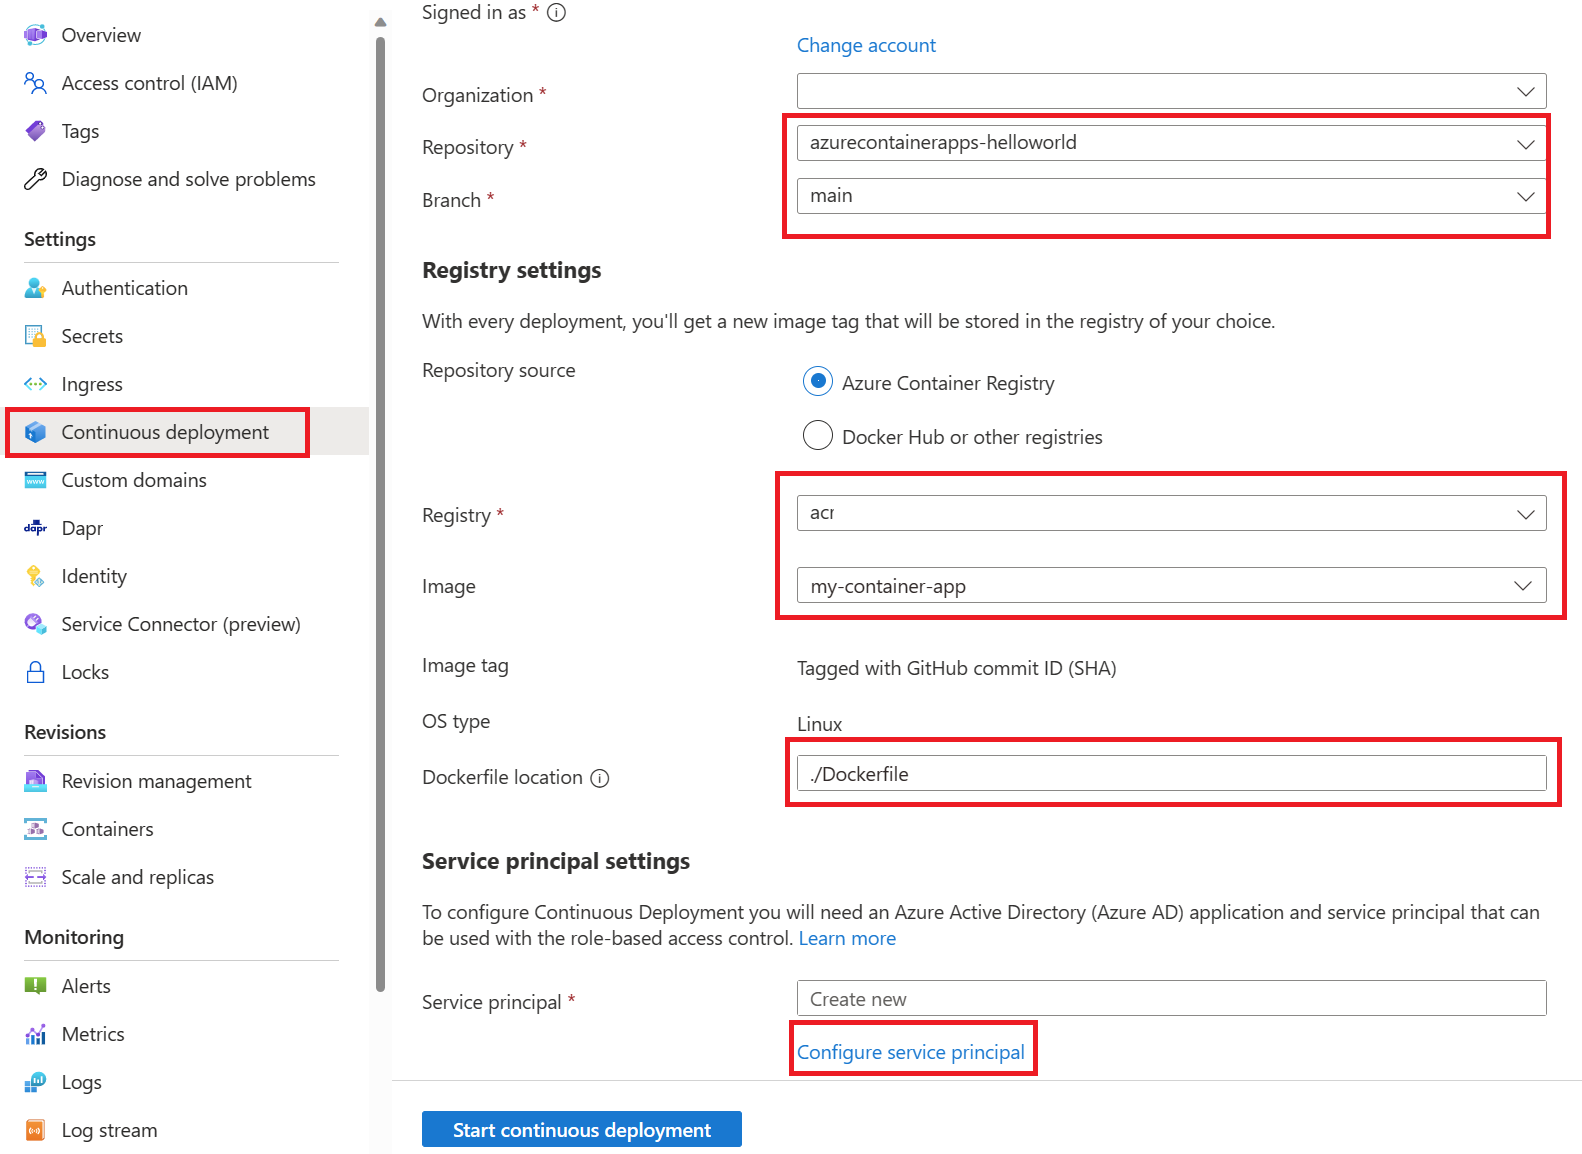 Overview
Access control (IAM)
Tags
Diagnose and solve problems
Settings
Authentication
Secrets
Ingress
Continuous deployment
www
Custom domains
dapr
Dapr
Identity
Service Connector (preview)
Locks
Revisions
Revision management
Containers
Scale and replicas
Monitoring
Alerts
Metrics
Logs
Log stream
Signed in as *
Change account
Organization *
Repository *
azurecontainerapps-helloworld
Branch *
main
Registry settings
With every deployment, you'll get a new image tag that will be stored in the registry of your choice.
Repository source
Azure Container Registry
Docker Hub or other registries
Registry *
acr
Image
my-container-app
Image tag
Tagged with GitHub commit ID (SHA)
OS type
Linux
Dockerfile location
./Dockerfile
Service principal settings
To configure Continuous Deployment you will need an Azure Active Directory (Azure AD) application and service principal that can
be used with the role-based access control. Learn more
Service principal *
Create new
Configure service principal
Start continuous deployment